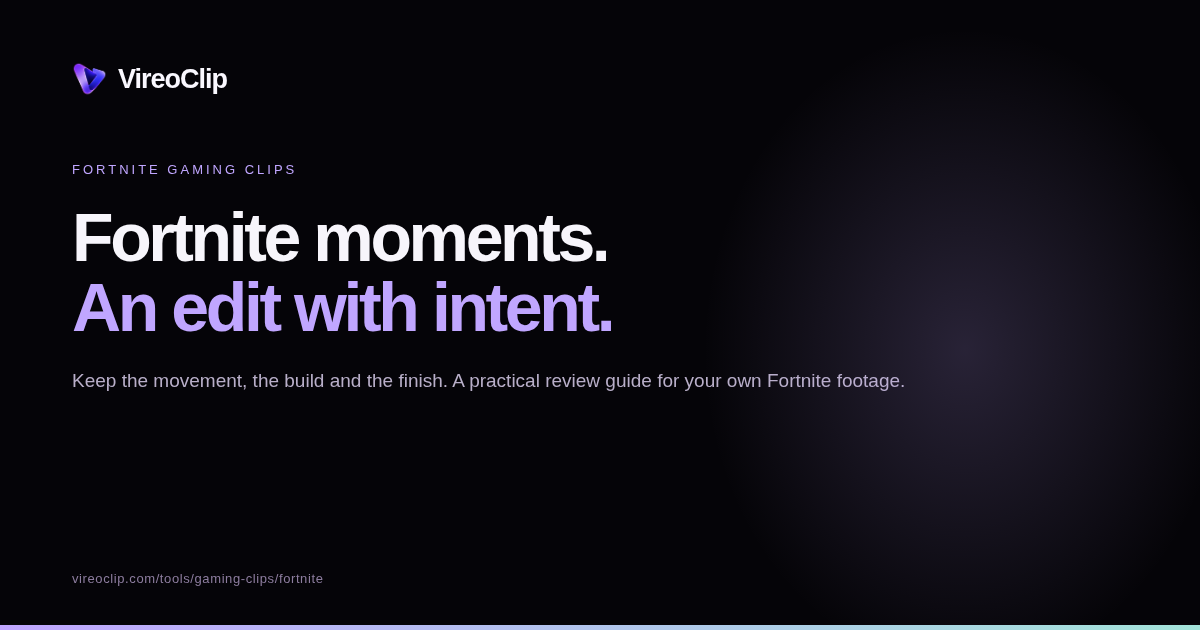 VireoClip
FORTNITE GAMING CLIPS
Fortnite moments.
An edit with intent.
Keep the movement, the build and the finish. A practical review guide for your own Fortnite footage.
vireoclip.com/tools/gaming-clips/fortnite